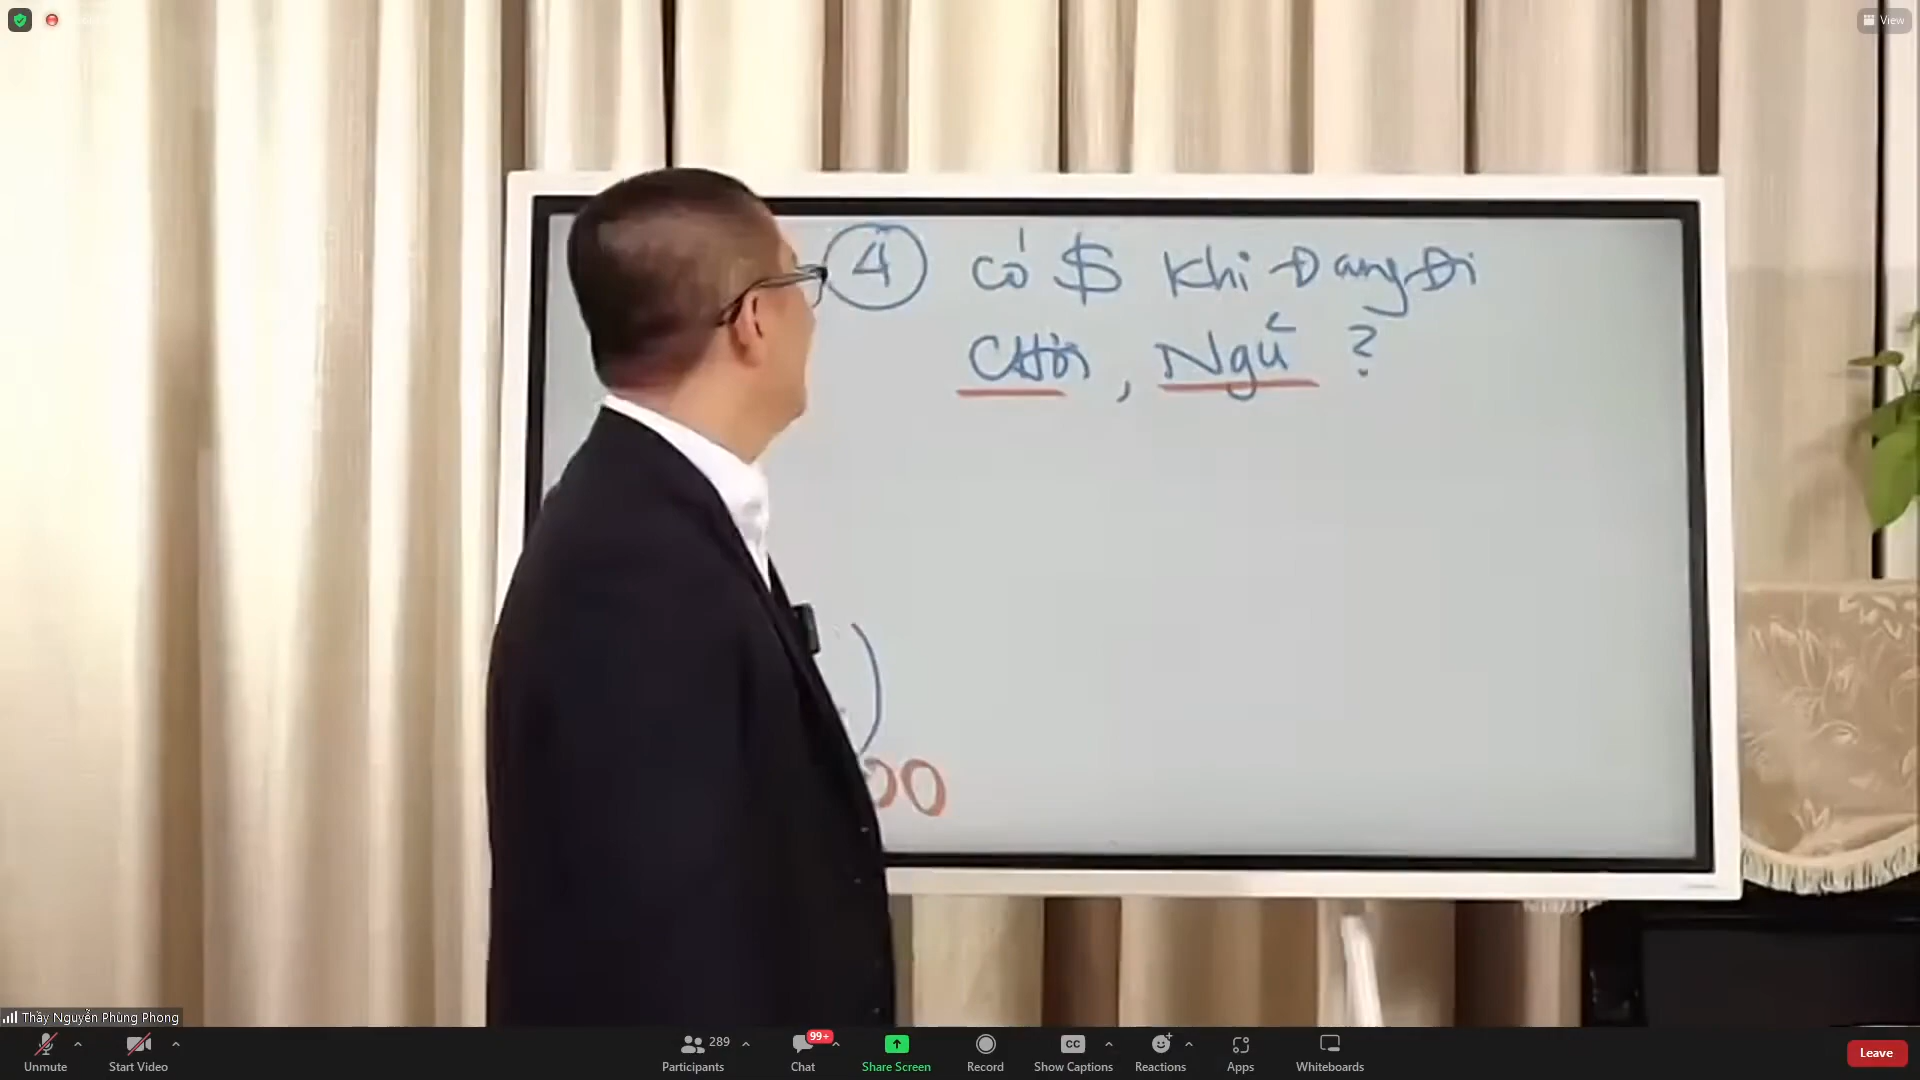 View
4 Có $ Khi Đang Đi
Chơi, Ngủ ?
00
Thầy Nguyễn Phùng Phong
Unmute
Start Video
289
Participants
99+
Chat
Share Screen
Record
CC
Show Captions
Reactions
Apps
Whiteboards
Leave